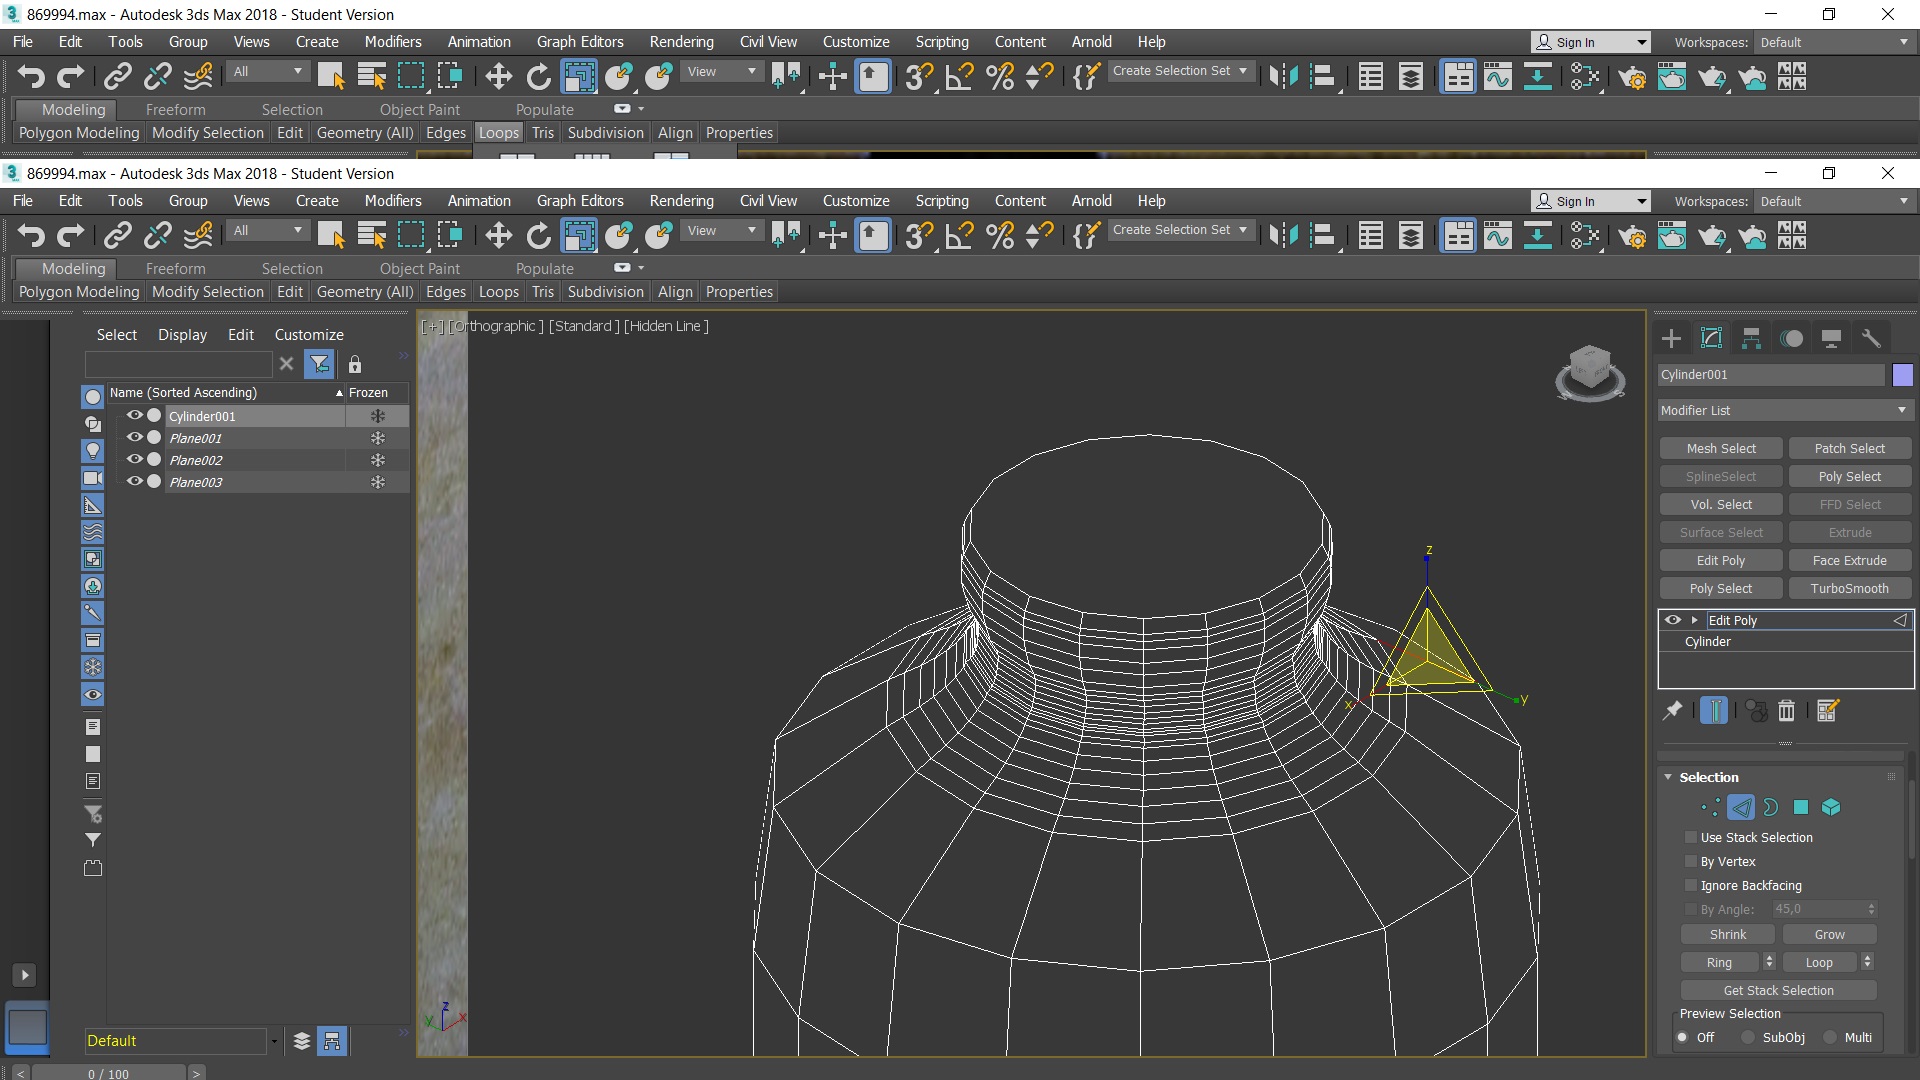 869994.max - Autodesk 3ds Max 2018 - Student Version
File Edit Tools Group Views Create Modifiers Animation Graph Editors Rendering Civil View Customize Scripting Content Arnold Help Sign In Workspaces: Default
All View Create Selection Set
Modeling Freeform Selection Object Paint Populate
Polygon Modeling Modify Selection Edit Geometry (All) Edges Loops Tris Subdivision Align Properties
869994.max - Autodesk 3ds Max 2018 - Student Version
File Edit Tools Group Views Create Modifiers Animation Graph Editors Rendering Civil View Customize Scripting Content Arnold Help Sign In Workspaces: Default
All View Create Selection Set
Modeling Freeform Selection Object Paint Populate
Polygon Modeling Modify Selection Edit Geometry (All) Edges Loops Tris Subdivision Align Properties
Select Display Edit Customize
Name (Sorted Ascending) Frozen
Cylinder001
Plane001
Plane002
Plane003
Default
0 / 100
[+] [Orthographic ] [Standard ] [Hidden Line ]
z
x
y
z
y
x
Cylinder001
Modifier List
Mesh Select Patch Select
SplineSelect Poly Select
Vol. Select FFD Select
Surface Select Extrude
Edit Poly Face Extrude
Poly Select TurboSmooth
Edit Poly
Cylinder
Selection
Use Stack Selection
By Vertex
Ignore Backfacing
By Angle: 45,0
Shrink Grow
Ring Loop
Get Stack Selection
Preview Selection
Off SubObj Multi